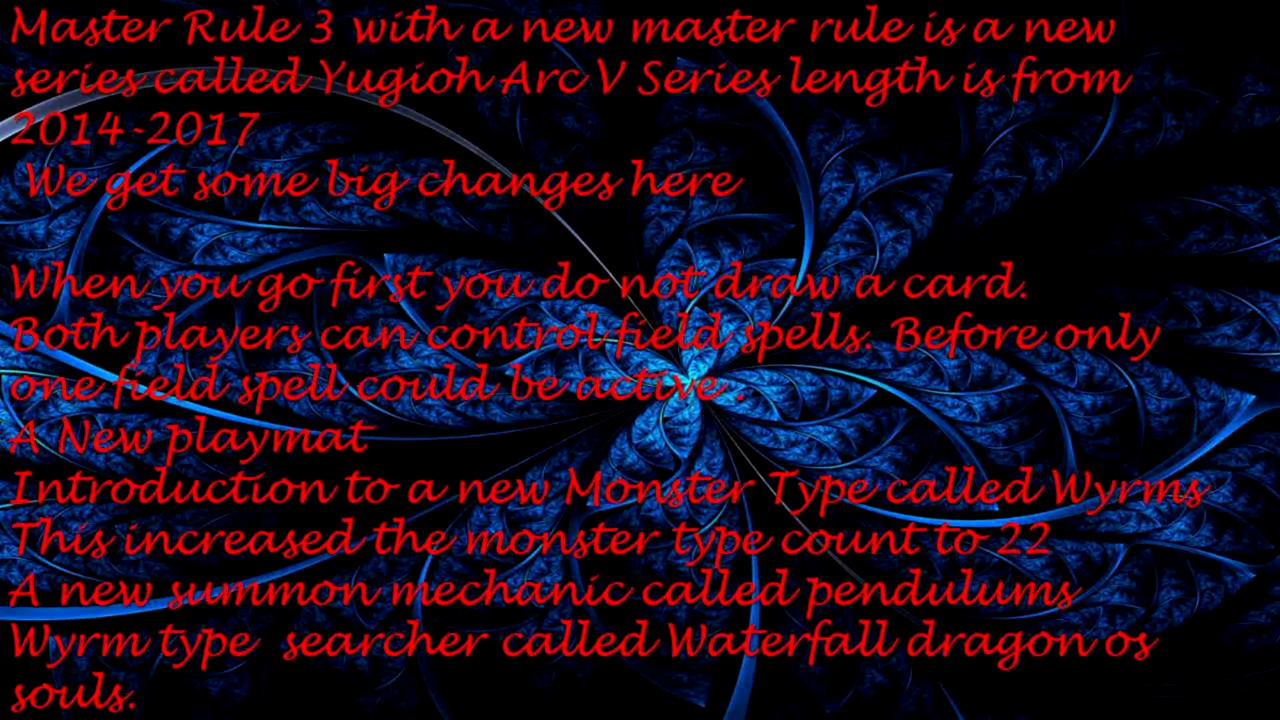 Master Rule 3 with a new master rule is a new
series called Yugioh Arc V Series length is from
2014-2017
We get some big changes here
When you go first you do not draw a card.
Both players can control field spells. Before only
one field spell could be active .
A New playmat
Introduction to a new Monster Type called Wyrms
This increased the monster type count to 22
A new summon mechanic called pendulums
Wyrm type searcher called Waterfall dragon os
souls.